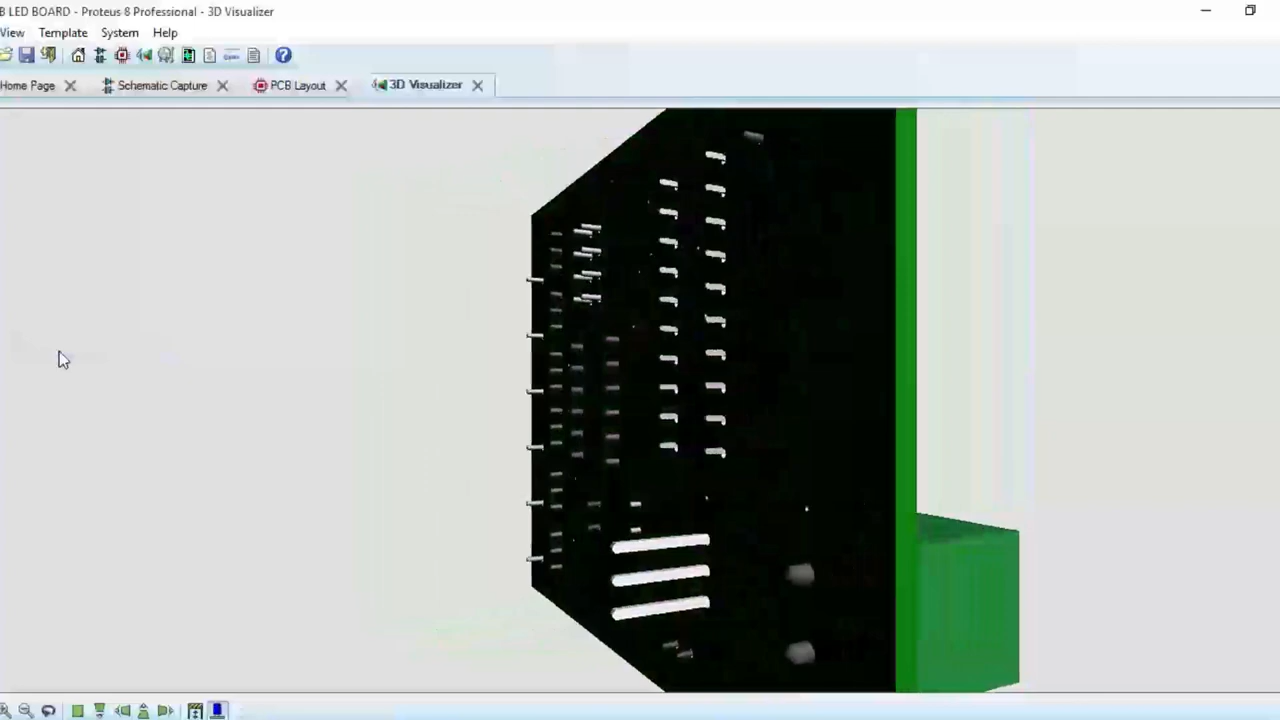 B LED BOARD - Proteus 8 Professional - 3D Visualizer
View Template System Help
Home Page Schematic Capture PCB Layout 3D Visualizer